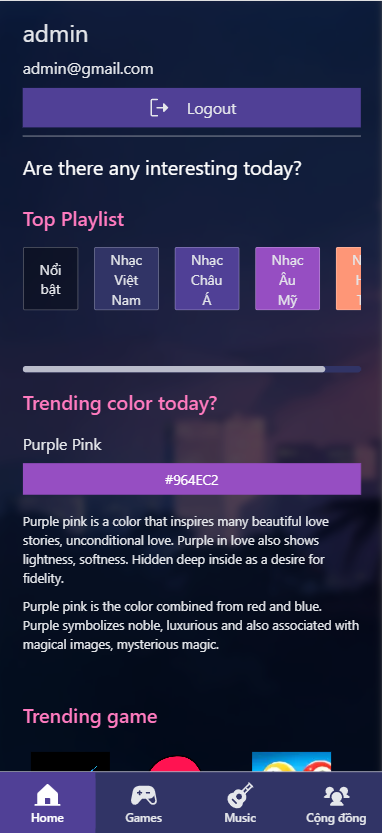 admin
admin@gmail.com
Logout
Are there any interesting today?
Top Playlist
Nổi
bật
Nhạc
Việt
Nam
Nhạc
Châu
Á
Nhạc
Âu
Mỹ
Trending color today?
Purple Pink
#964EC2
Purple pink is a color that inspires many beautiful love
stories, unconditional love. Purple in love also shows
lightness, softness. Hidden deep inside as a desire for
fidelity.
Purple pink is the color combined from red and blue.
Purple symbolizes noble, luxurious and also associated with
magical images, mysterious magic.
Trending game
Home
Games
Music
Cộng đồng